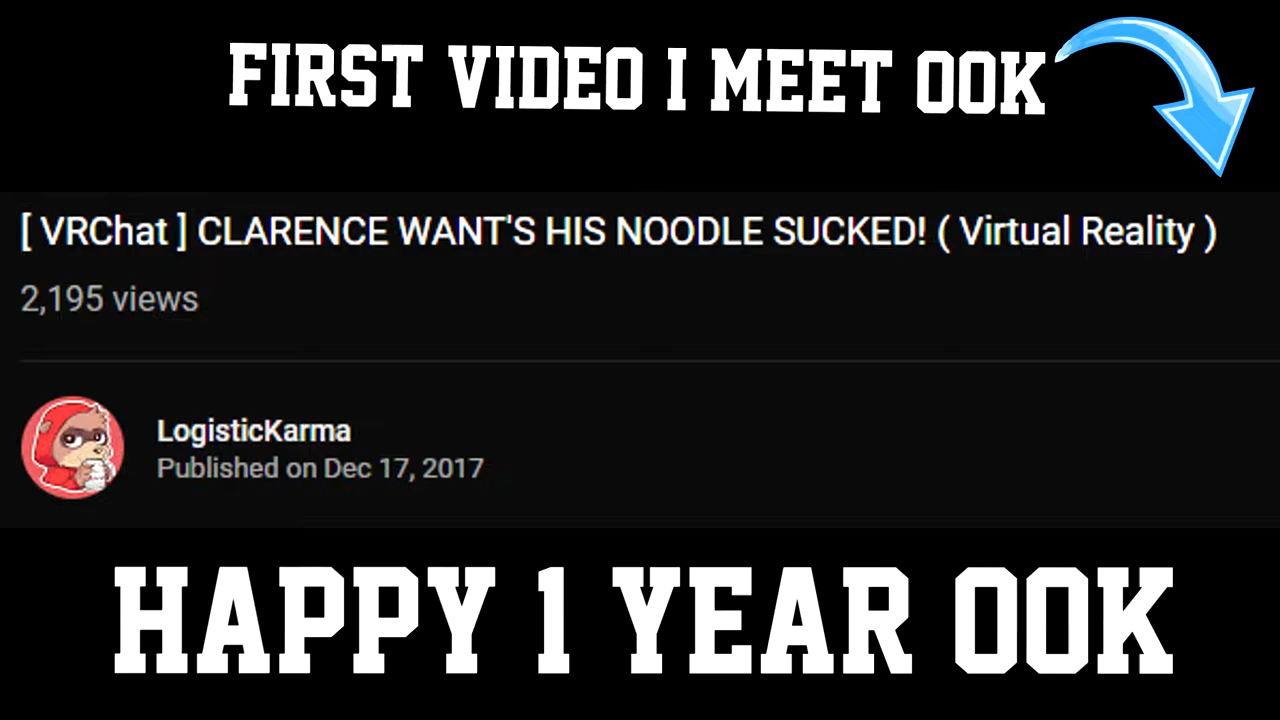 FIRST VIDEO I MEET OOK
[ VRChat ] CLARENCE WANT'S HIS NOODLE SUCKED! ( Virtual Reality )
2,195 views
LogisticKarma
Published on Dec 17, 2017
HAPPY 1 YEAR OOK